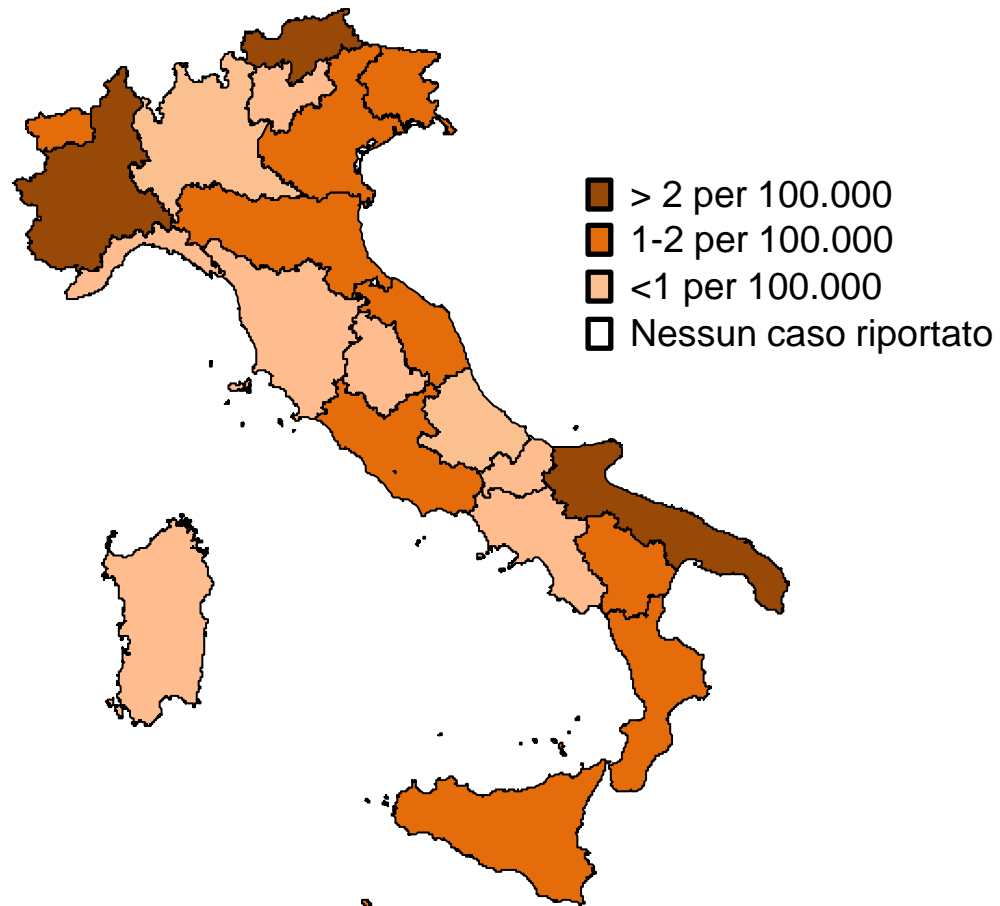 > 2 per 100.000
1-2 per 100.000
<1 per 100.000
Nessun caso riportato